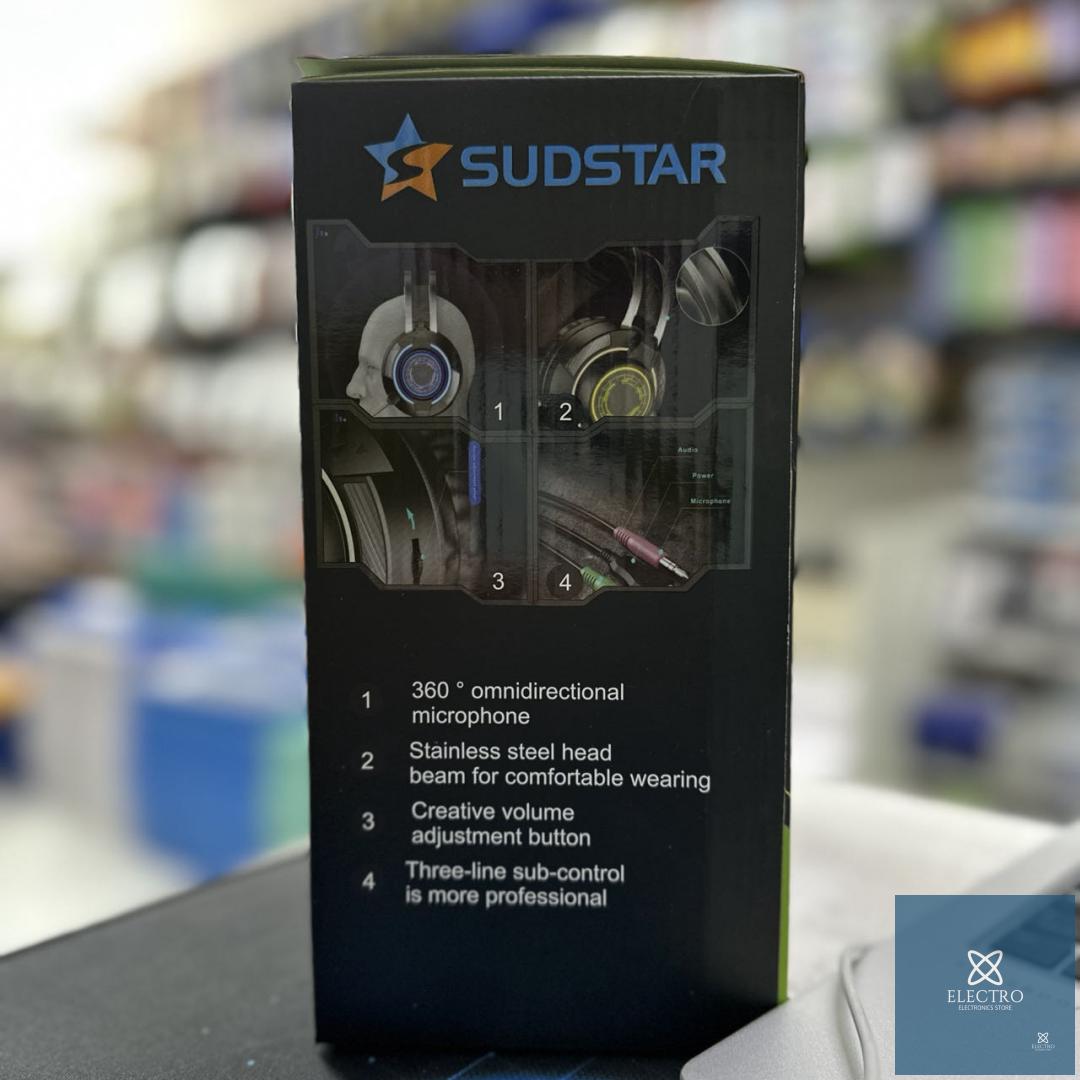 SUDSTAR
1
2
Audio
Power
Microphone
3
4
1
360 ° omnidirectional
microphone
2
Stainless steel head
beam for comfortable wearing
3
Creative volume
adjustment button
4
Three-line sub-control
is more professional
ELECTRO
ELECTRONICS STORE
ELECTRO